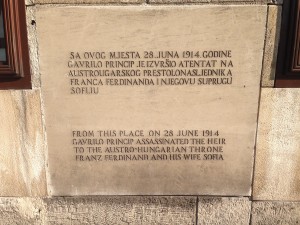 SA OVOG MJESTA 28. JUNA 1914. GODINE
GAVRILO PRINCIP JE IZVRŠIO ATENTAT NA
AUSTROUGARSKOG PRESTOLONASLJEDNIKA
FRANCA FERDINANDA I NJEGOVU SUPRUGU
SOFIJU
FROM THIS PLACE ON 28 JUNE 1914
GAVRILO PRINCIP ASSASSINATED THE HEIR
TO THE AUSTRO-HUNGARIAN THRONE
FRANZ FERDINAND AND HIS WIFE SOFIA